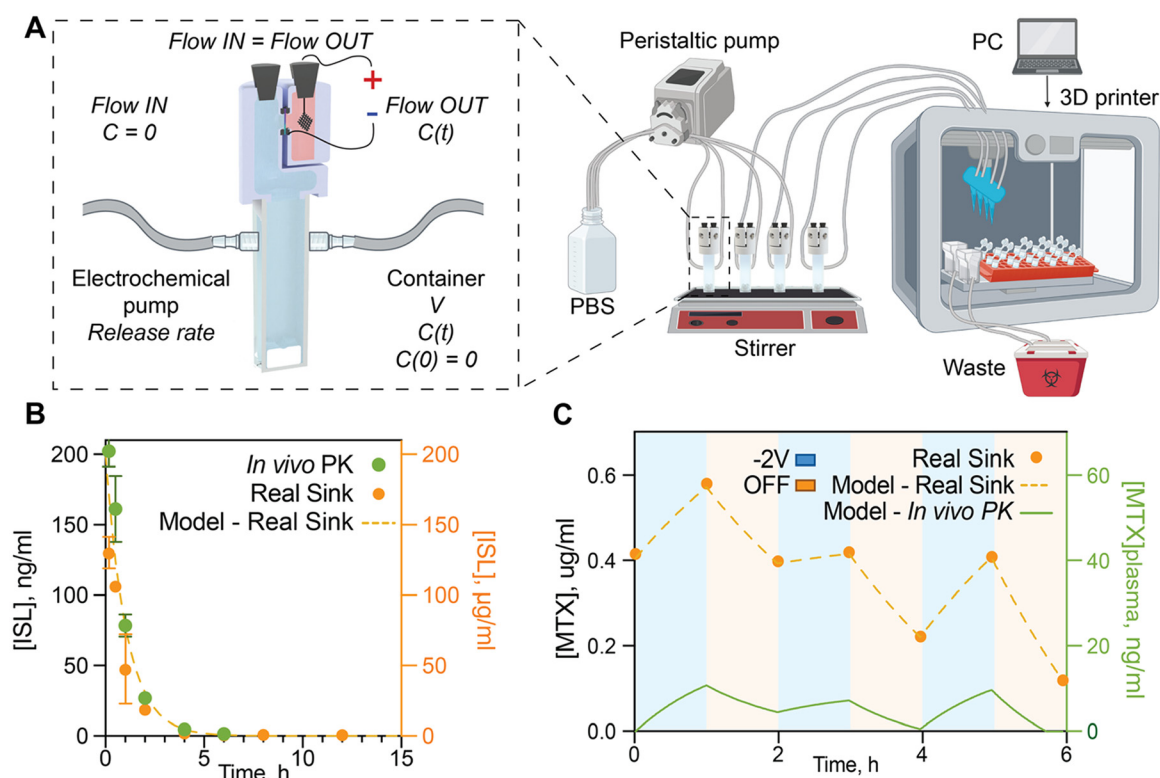 A
Flow IN = Flow OUT
Flow IN
C = 0
+
-
Flow OUT
C(t)
Electrochemical
pump
Release rate
Container
V
C(t)
C(0) = 0
Peristaltic pump
PBS
Stirrer
PC
3D printer
Waste
B
[ISL], ng/ml
200
150
100
50
0
In vivo PK
Real Sink
Model - Real Sink
200
150
100
50
0
[ISL], µg/ml
0
5
10
15
Time, h
C
[MTX], ug/ml
0.6
0.4
0.2
0.0
-2V
OFF
Real Sink
Model - Real Sink
Model - In vivo PK
60
40
20
0
[MTX]plasma, ng/ml
0
1
2
3
4
5
6
Time, h